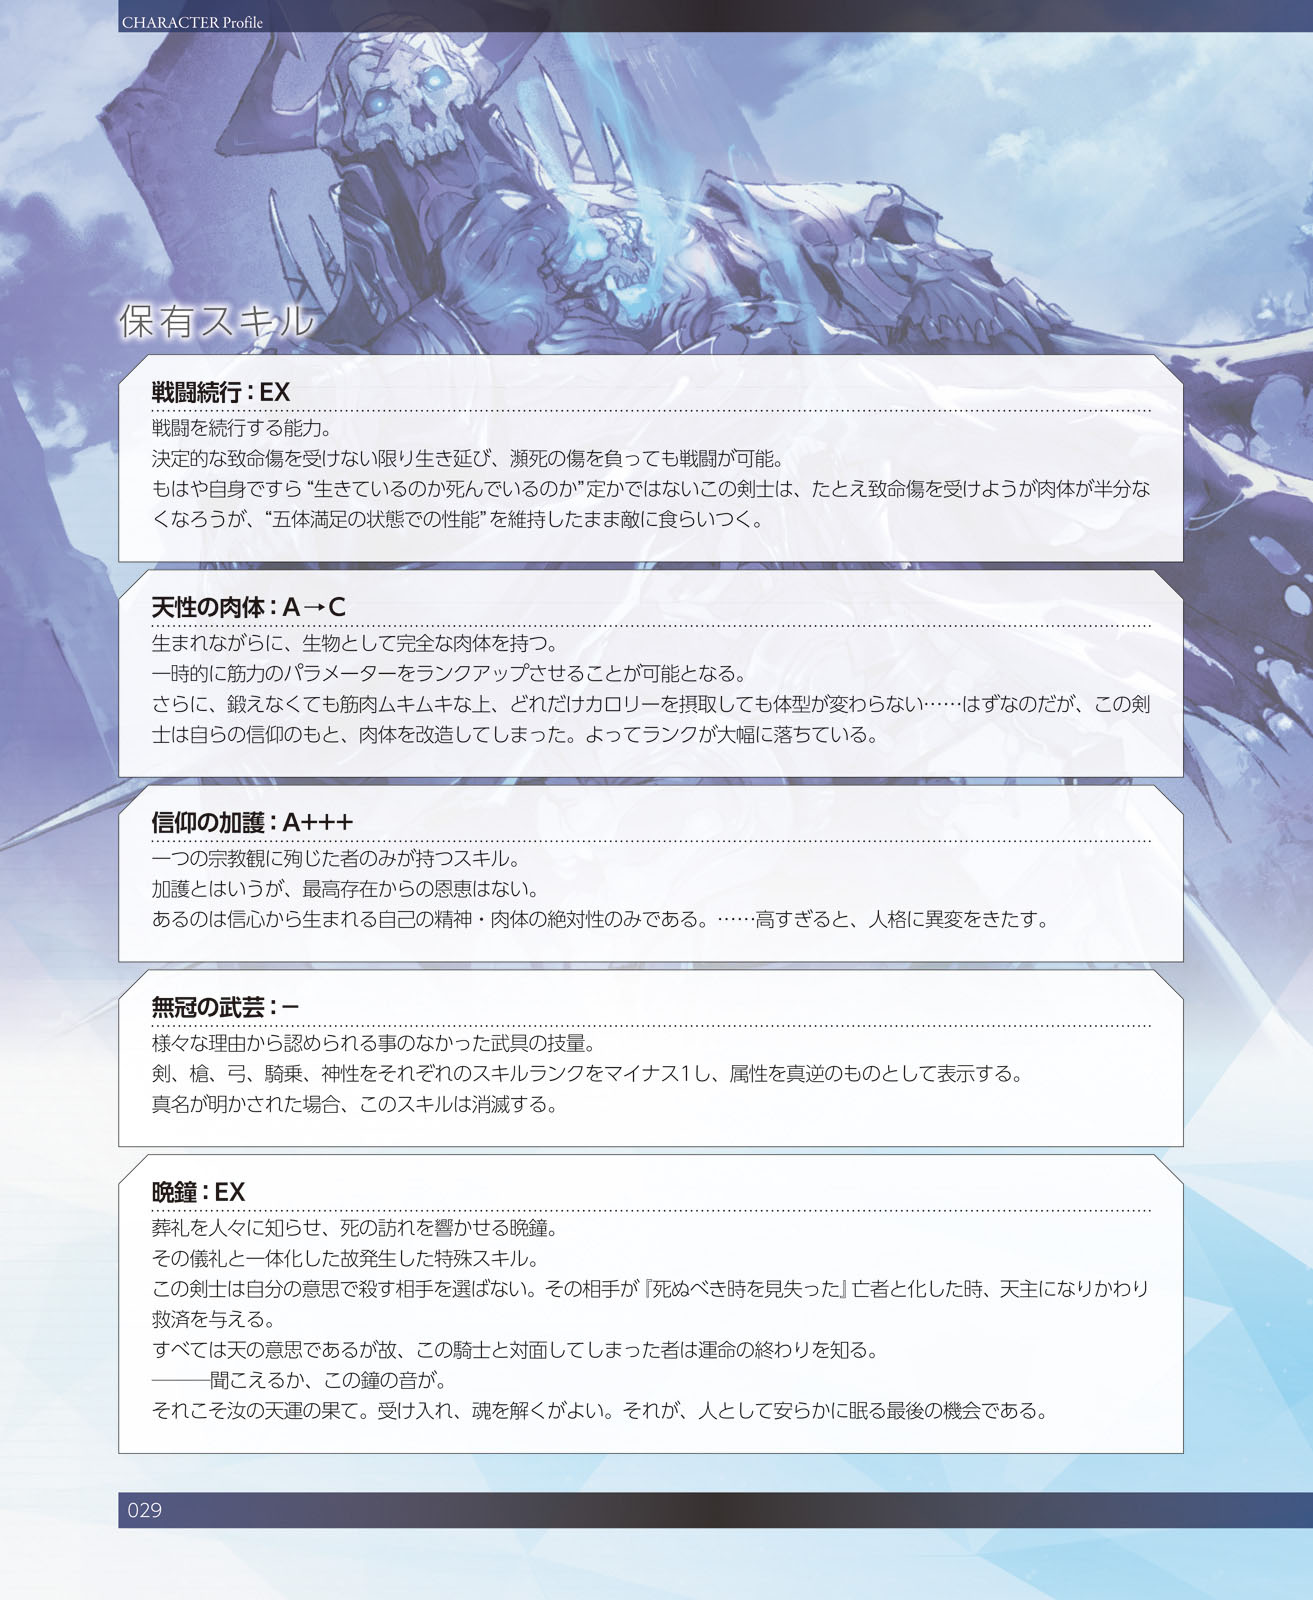 CHARACTER Profile
保有スキル
戦闘続行：EX
戦闘を続行する能力。
決定的な致命傷を受けない限り生き延び、瀕死の傷を負っても戦闘が可能。
もはや自身ですら“生きているのか死んでいるのか”定かではないこの剣士は、たとえ致命傷を受けようが肉体が半分な
くなろうが、“五体満足の状態での性能”を維持したまま敵に食らいつく。
天性の肉体：A→C
生まれながらに、生物として完全な肉体を持つ。
一時的に筋力のパラメーターをランクアップさせることが可能となる。
さらに、鍛えなくても筋肉ムキムキな上、どれだけカロリーを摂取しても体型が変わらない……はずなのだが、この剣
士は自らの信仰のもと、肉体を改造してしまった。よってランクが大幅に落ちている。
信仰の加護：A+++
一つの宗教観に殉じた者のみが持つスキル。
加護とはいうが、最高存在からの恩恵はない。
あるのは信心から生まれる自己の精神・肉体の絶対性のみである。……高すぎると、人格に異変をきたす。
無冠の武芸：−
様々な理由から認められる事のなかった武具の技量。
剣、槍、弓、騎乗、神性をそれぞれのスキルランクをマイナス1し、属性を真逆のものとして表示する。
真名が明かされた場合、このスキルは消滅する。
晩鐘：EX
葬礼を人々に知らせ、死の訪れを響かせる晩鐘。
その儀礼と一体化した故発生した特殊スキル。
この剣士は自分の意思で殺す相手を選ばない。その相手が『死ぬべき時を見失った』亡者と化した時、天主になりかわり
救済を与える。
すべては天の意思であるが故、この騎士と対面してしまった者は運命の終わりを知る。
───聞こえるか、この鐘の音が。
それこそ汝の天運の果て。受け入れ、魂を解くがよい。それが、人として安らかに眠る最後の機会である。
029